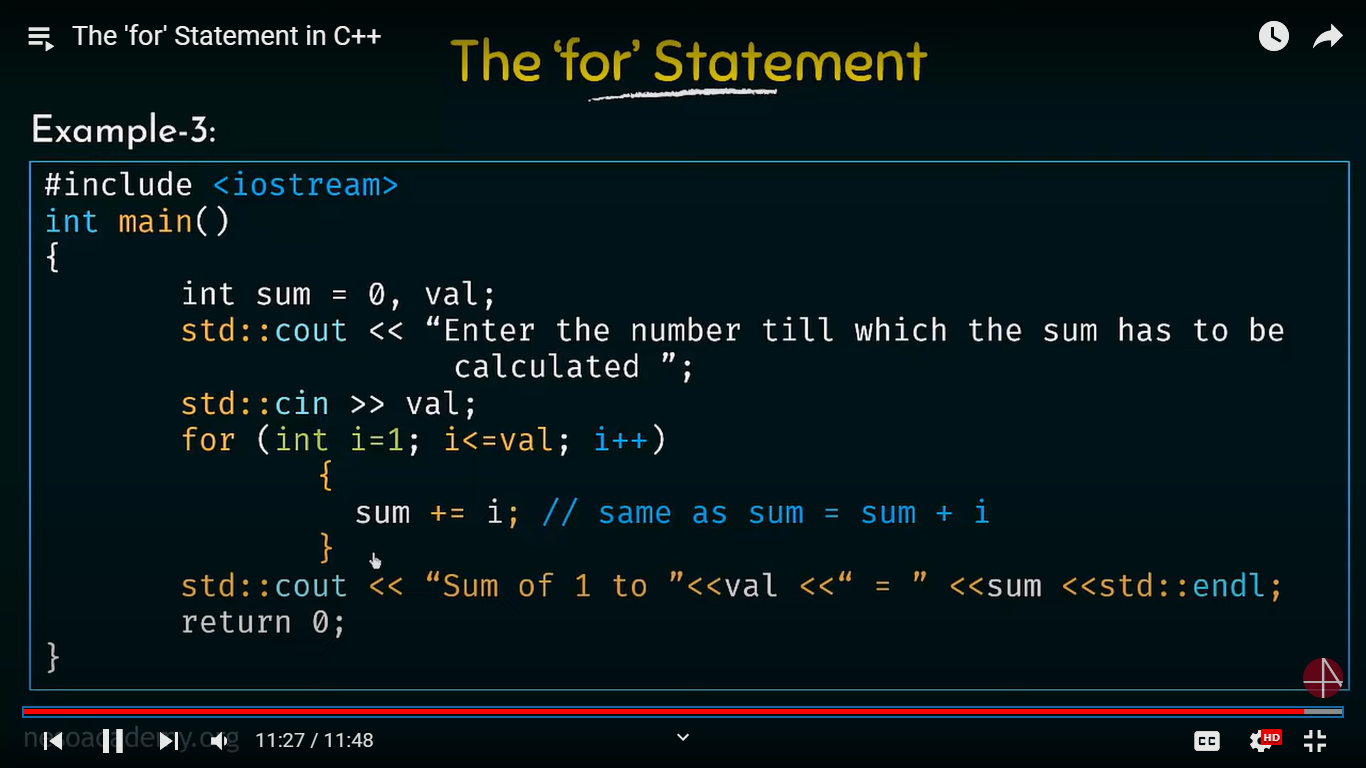 The 'for' Statement in C++
The ‘for’ Statement
Example-3:
#include <iostream>
int main()
{
int sum = 0, val;
std::cout << “Enter the number till which the sum has to be
calculated ”;
std::cin >> val;
for (int i=1; i<=val; i++)
{
sum += i; // same as sum = sum + i
}
std::cout << “Sum of 1 to ”<<val <<“ = ” <<sum <<std::endl;
return 0;
}
nesoacademy.org
11:27 / 11:48
CC
HD